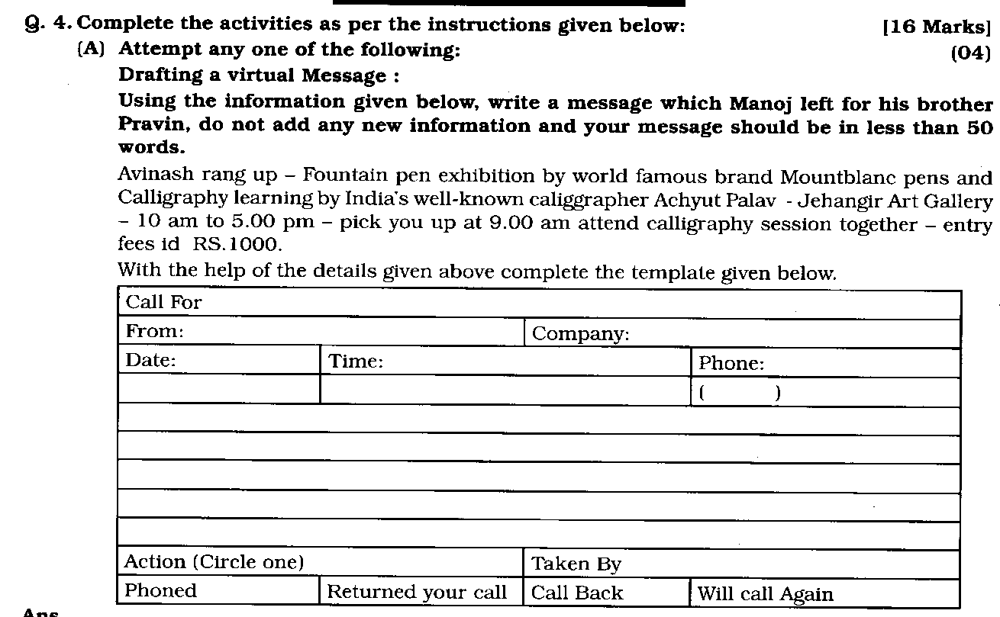 Q. 4. Complete the activities as per the instructions given below: [16 Marks]
(A) Attempt any one of the following: (04)
Drafting a virtual Message :
Using the information given below, write a message which Manoj left for his brother
Pravin, do not add any new information and your message should be in less than 50
words.
Avinash rang up – Fountain pen exhibition by world famous brand Mountblanc pens and
Calligraphy learning by India's well-known caliggrapher Achyut Palav - Jehangir Art Gallery
– 10 am to 5.00 pm – pick you up at 9.00 am attend calligraphy session together – entry
fees id RS.1000.
With the help of the details given above complete the template given below.
Call For
From: Company:
Date: Time: Phone:
( )
Action (Circle one) Taken By
Phoned Returned your call Call Back Will call Again
Ans